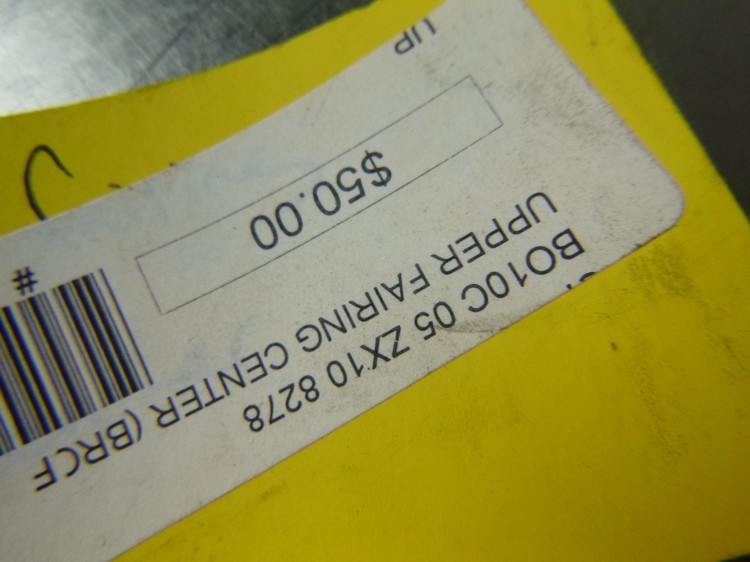 BO10C 05 ZX10 8278
UPPER FAIRING CENTER (BRCF
$50.00
UP
#